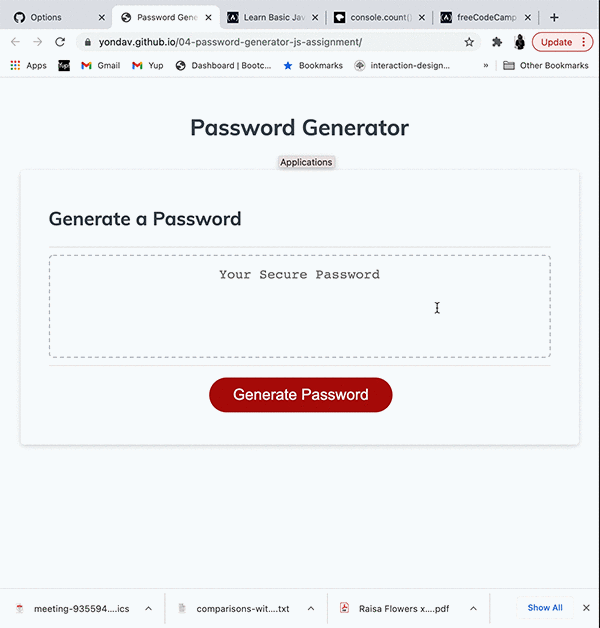 Options
Password Gene
Learn Basic Jav
console.count()
freeCodeCamp
yondav.github.io/04-password-generator-js-assignment/
Update
Apps
Yup!
Gmail
Yup
Dashboard | Bootc...
Bookmarks
interaction-design...
»
Other Bookmarks
Password Generator
Applications
Generate a Password
Your Secure Password
Generate Password
meeting-935594....ics
comparisons-wit....txt
Raisa Flowers x....pdf
Show All